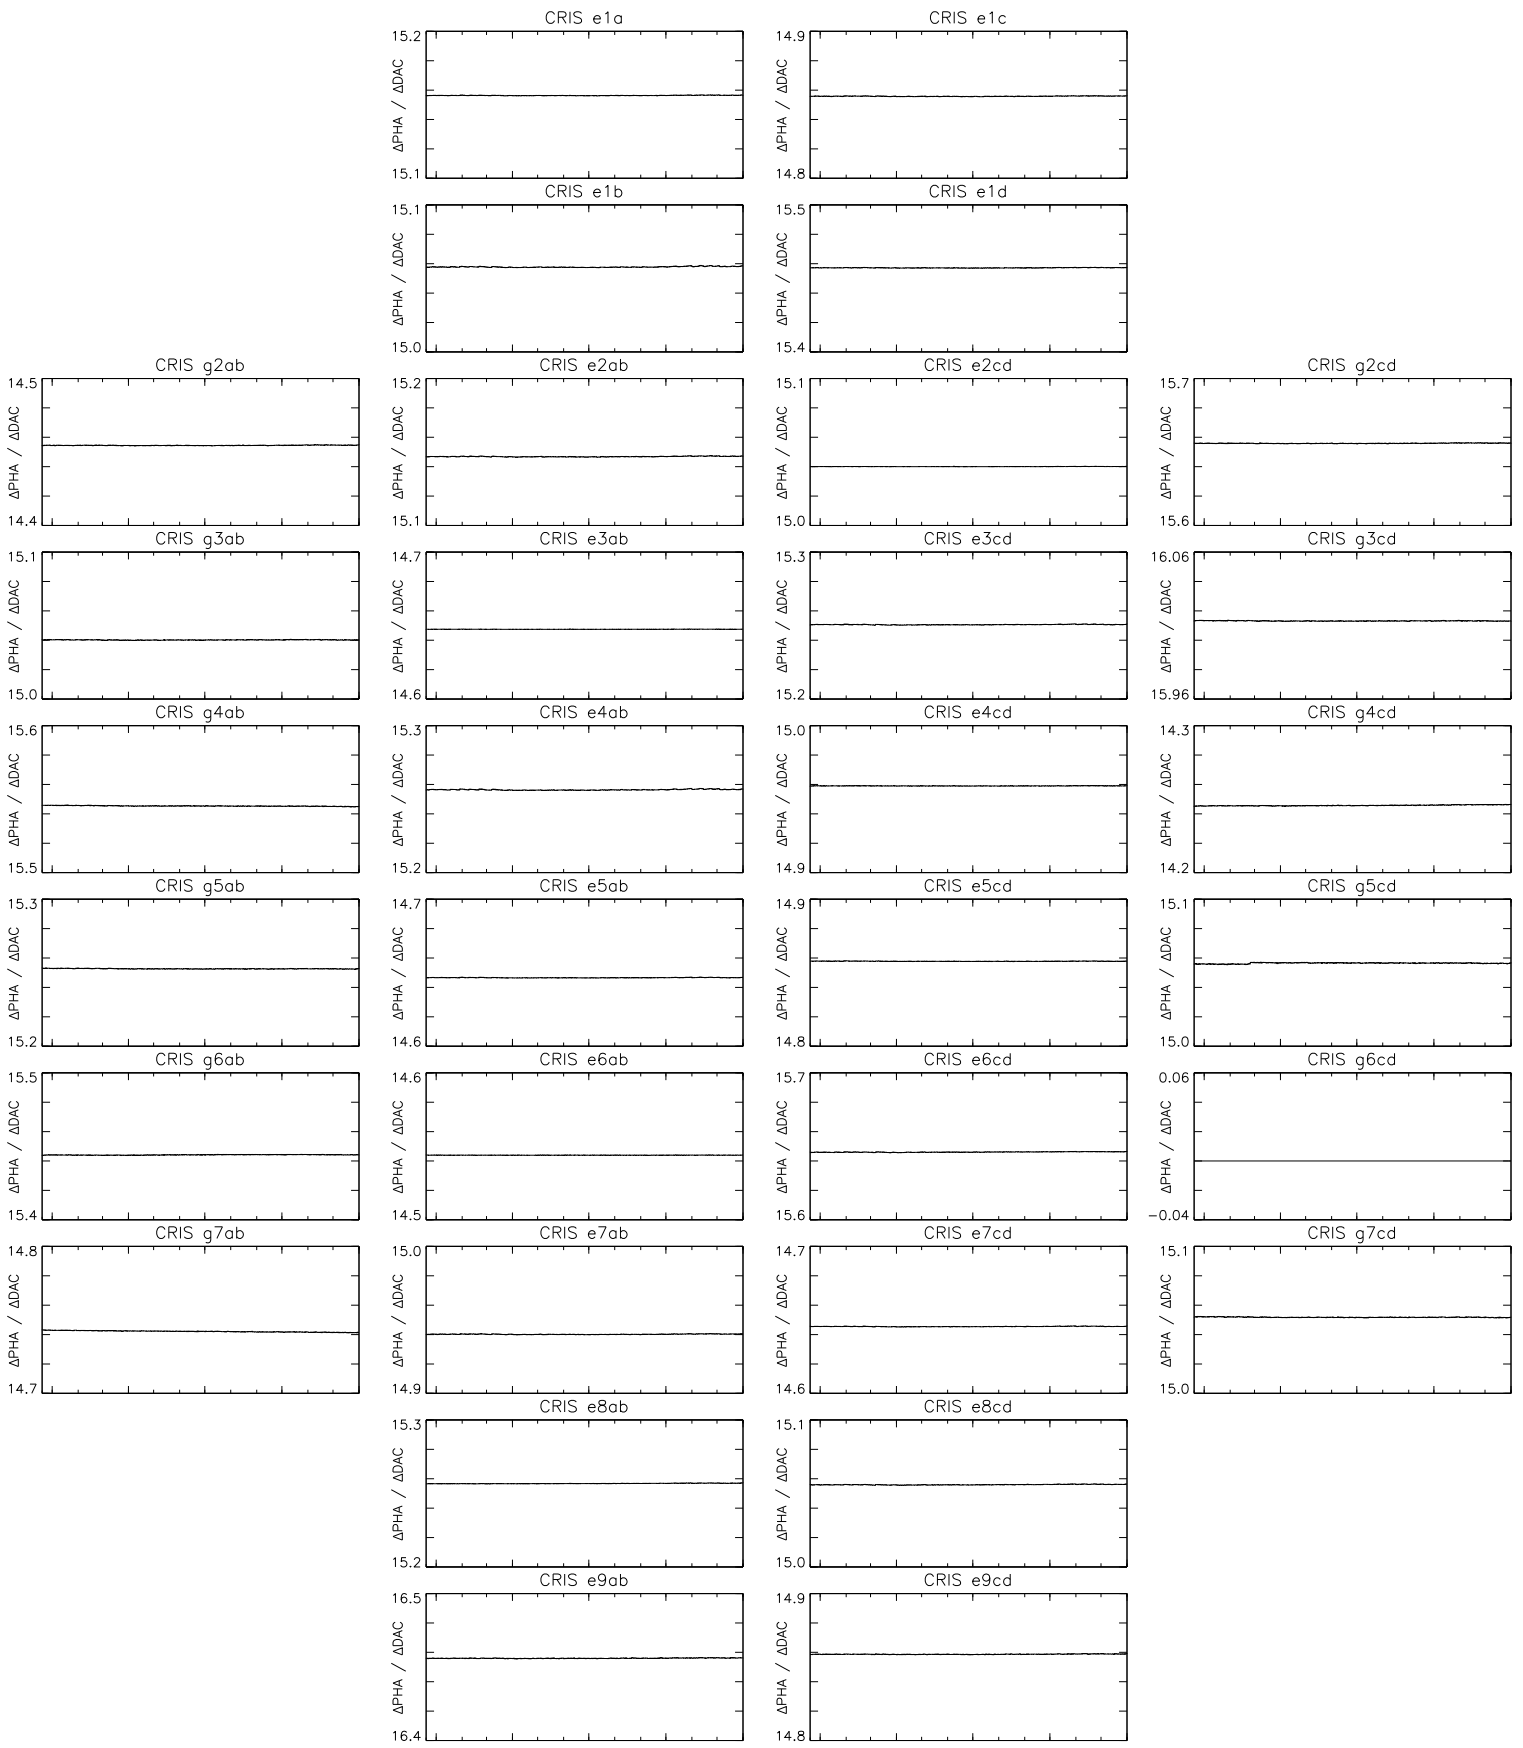 CRIS e1a
15.2
ΔPHA / ΔDAC
15.1
CRIS e1c
14.9
ΔPHA / ΔDAC
14.8
CRIS e1b
15.1
ΔPHA / ΔDAC
15.0
CRIS e1d
15.5
ΔPHA / ΔDAC
15.4
CRIS g2ab
14.5
ΔPHA / ΔDAC
14.4
CRIS e2ab
15.2
ΔPHA / ΔDAC
15.1
CRIS e2cd
15.1
ΔPHA / ΔDAC
15.0
CRIS g2cd
15.7
ΔPHA / ΔDAC
15.6
CRIS g3ab
15.1
ΔPHA / ΔDAC
15.0
CRIS e3ab
14.7
ΔPHA / ΔDAC
14.6
CRIS e3cd
15.3
ΔPHA / ΔDAC
15.2
CRIS g3cd
16.06
ΔPHA / ΔDAC
15.96
CRIS g4ab
15.6
ΔPHA / ΔDAC
15.5
CRIS e4ab
15.3
ΔPHA / ΔDAC
15.2
CRIS e4cd
15.0
ΔPHA / ΔDAC
14.9
CRIS g4cd
14.3
ΔPHA / ΔDAC
14.2
CRIS g5ab
15.3
ΔPHA / ΔDAC
15.2
CRIS e5ab
14.7
ΔPHA / ΔDAC
14.6
CRIS e5cd
14.9
ΔPHA / ΔDAC
14.8
CRIS g5cd
15.1
ΔPHA / ΔDAC
15.0
CRIS g6ab
15.5
ΔPHA / ΔDAC
15.4
CRIS e6ab
14.6
ΔPHA / ΔDAC
14.5
CRIS e6cd
15.7
ΔPHA / ΔDAC
15.6
CRIS g6cd
0.06
ΔPHA / ΔDAC
−0.04
CRIS g7ab
14.8
ΔPHA / ΔDAC
14.7
CRIS e7ab
15.0
ΔPHA / ΔDAC
14.9
CRIS e7cd
14.7
ΔPHA / ΔDAC
14.6
CRIS g7cd
15.1
ΔPHA / ΔDAC
15.0
CRIS e8ab
15.3
ΔPHA / ΔDAC
15.2
CRIS e8cd
15.1
ΔPHA / ΔDAC
15.0
CRIS e9ab
16.5
ΔPHA / ΔDAC
16.4
CRIS e9cd
14.9
ΔPHA / ΔDAC
14.8